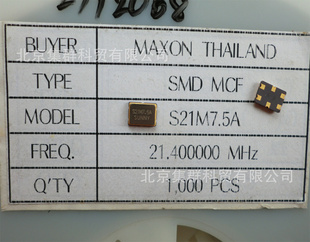 BUYER MAXON THAILAND
TYPE SMD MCF
MODEL S21M7.5A
FREQ. 21.400000 MHz
Q'TY 1,000 PCS
北京集群科贸有限公司
北京集群科贸有限公司